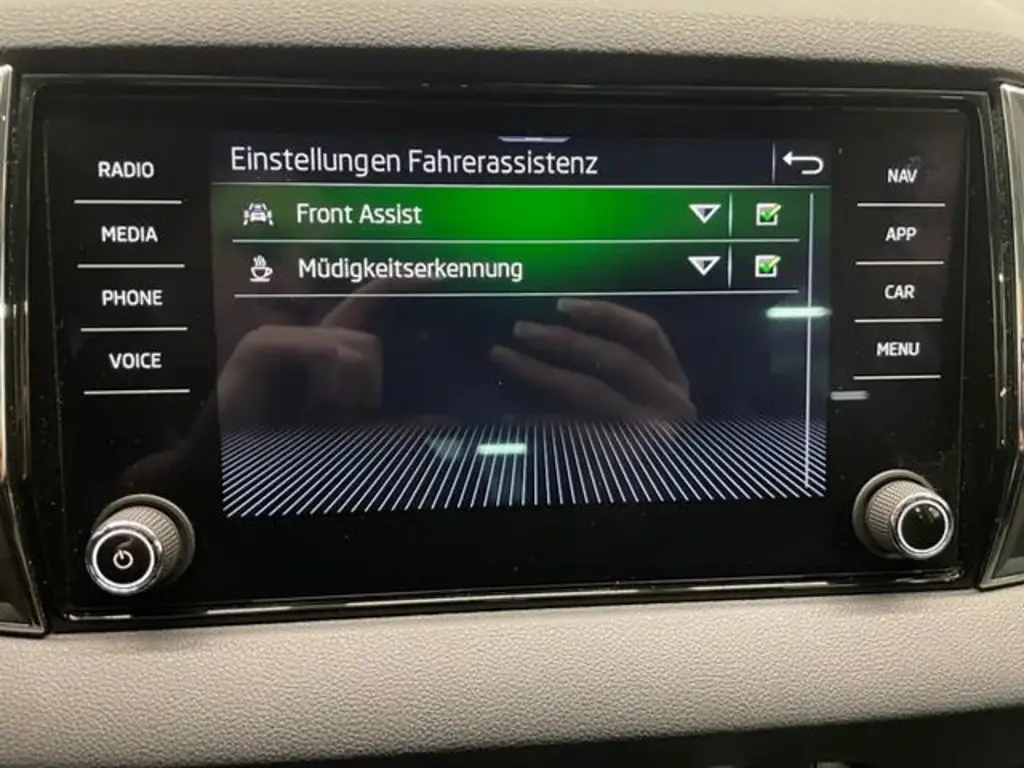 Einstellungen Fahrerassistenz
Front Assist
Müdigkeitserkennung
RADIO
MEDIA
PHONE
VOICE
NAV
APP
CAR
MENU